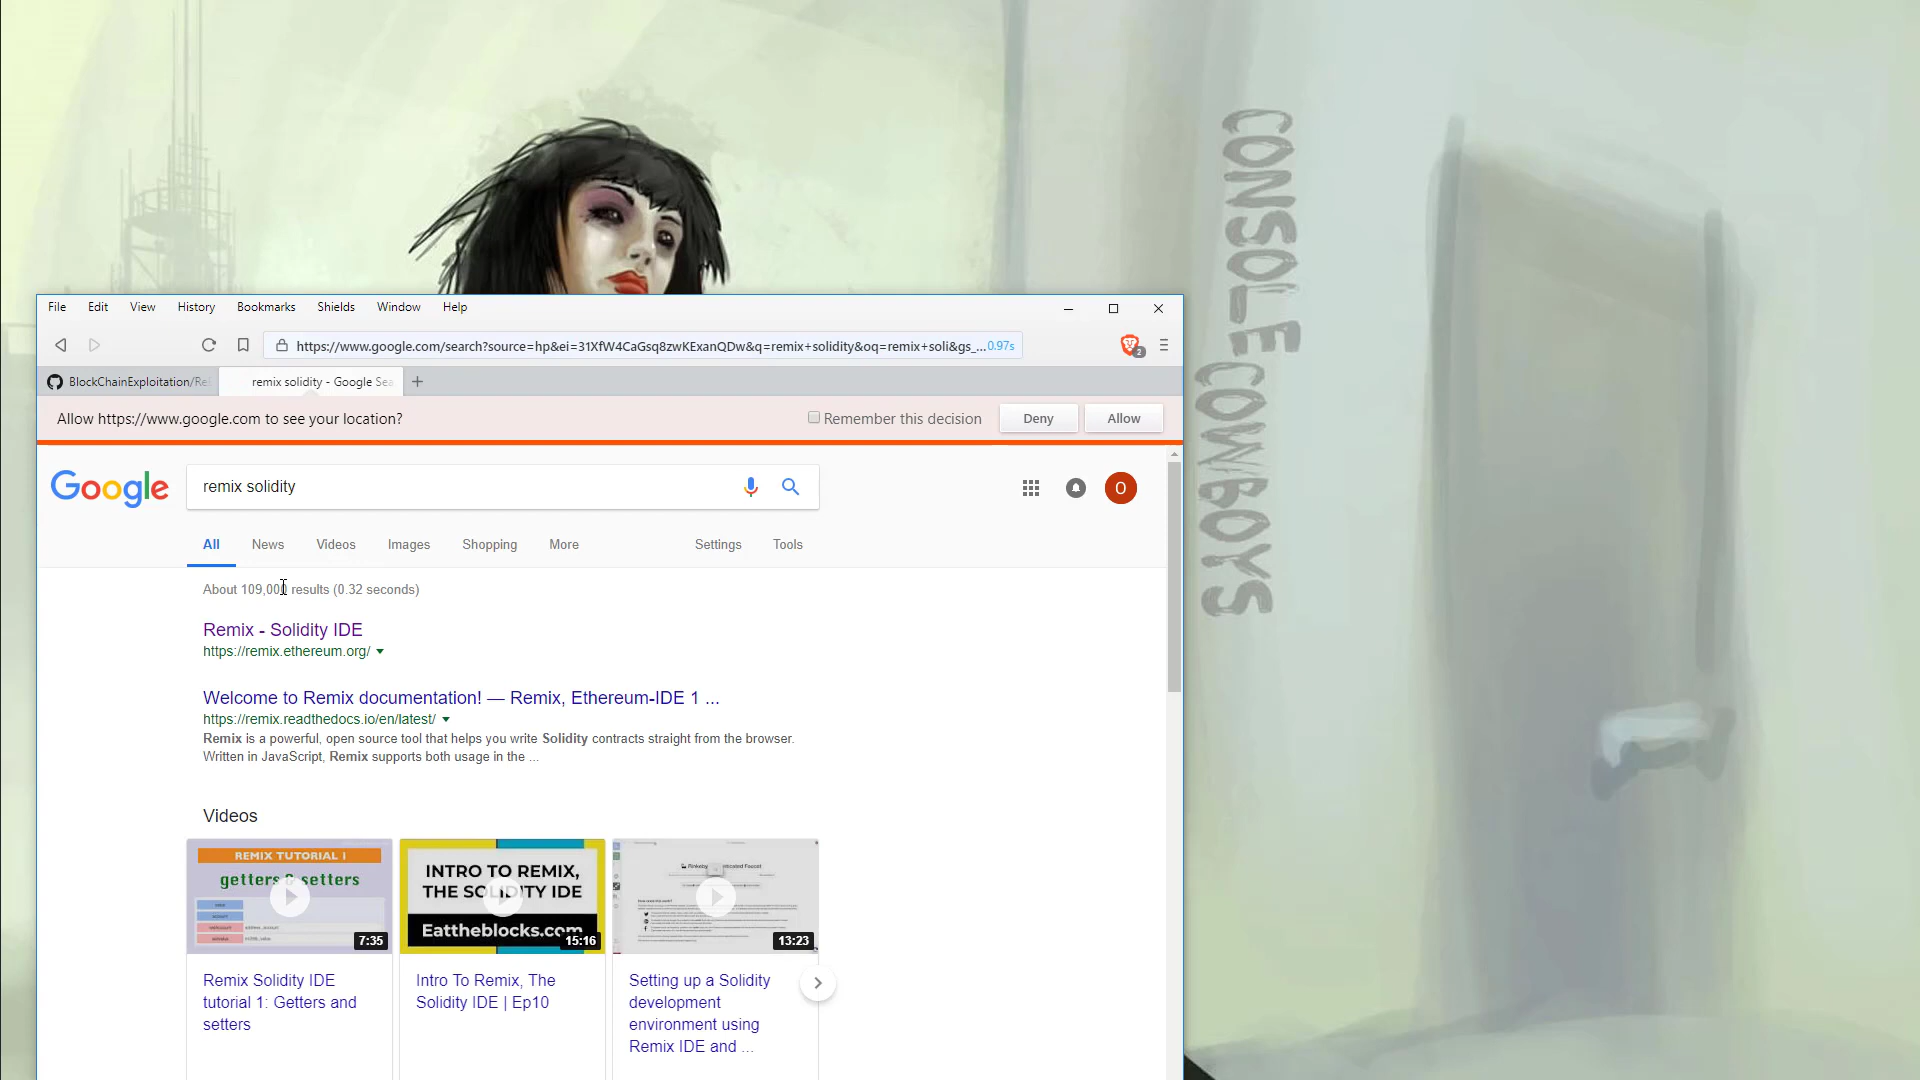 CONSOLE COWBOYS
File Edit View History Bookmarks Shields Window Help
https://www.google.com/search?source=hp&ei=31XfW4CaGsq8zwKExanQDw&q=remix+solidity&oq=remix+soli&gs_...0.97s
2
BlockChainExploitation/Re
remix solidity - Google Sea
Allow https://www.google.com to see your location?
Remember this decision
Deny
Allow
Google
remix solidity
O
All News Videos Images Shopping More Settings Tools
About 109,000 results (0.32 seconds)
Remix - Solidity IDE
https://remix.ethereum.org/
Welcome to Remix documentation! — Remix, Ethereum-IDE 1 ...
https://remix.readthedocs.io/en/latest/
Remix is a powerful, open source tool that helps you write Solidity contracts straight from the browser.
Written in JavaScript, Remix supports both usage in the ...
Videos
REMIX TUTORIAL 1
getters & setters
7:35
INTRO TO REMIX,
THE SOLIDITY IDE
Eattheblocks.com
15:16
13:23
Remix Solidity IDE
tutorial 1: Getters and
setters
Intro To Remix, The
Solidity IDE | Ep10
Setting up a Solidity
development
environment using
Remix IDE and ...